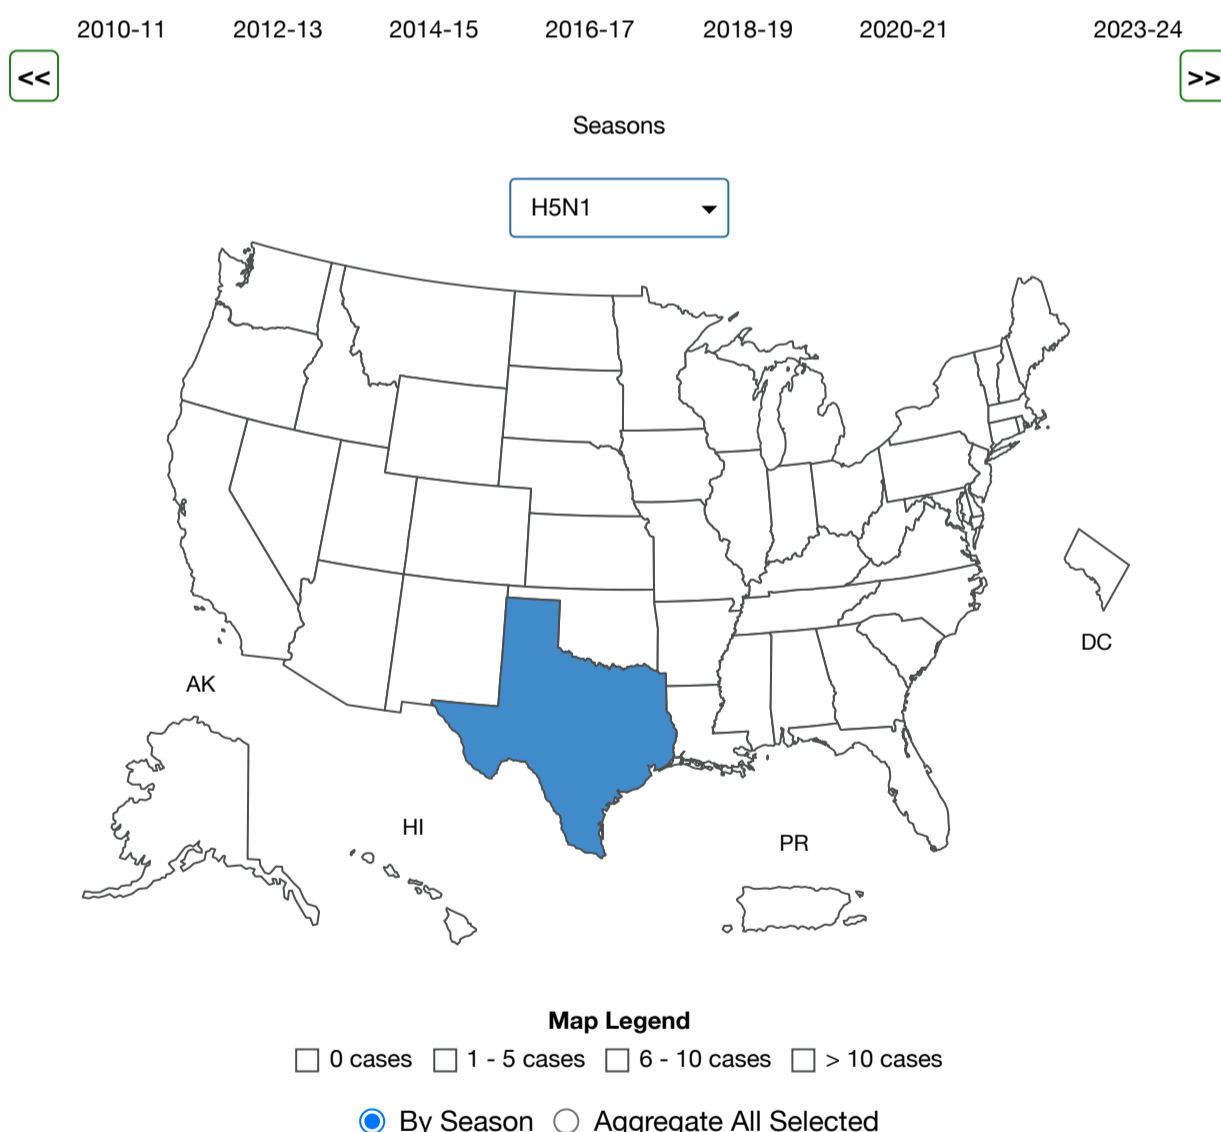 2010-11 2012-13 2014-15 2016-17 2018-19 2020-21 2023-24
<< >>
Seasons
H5N1
DC
AK
HI
PR
Map Legend
0 cases 1 - 5 cases 6 - 10 cases > 10 cases
By Season Aggregate All Selected